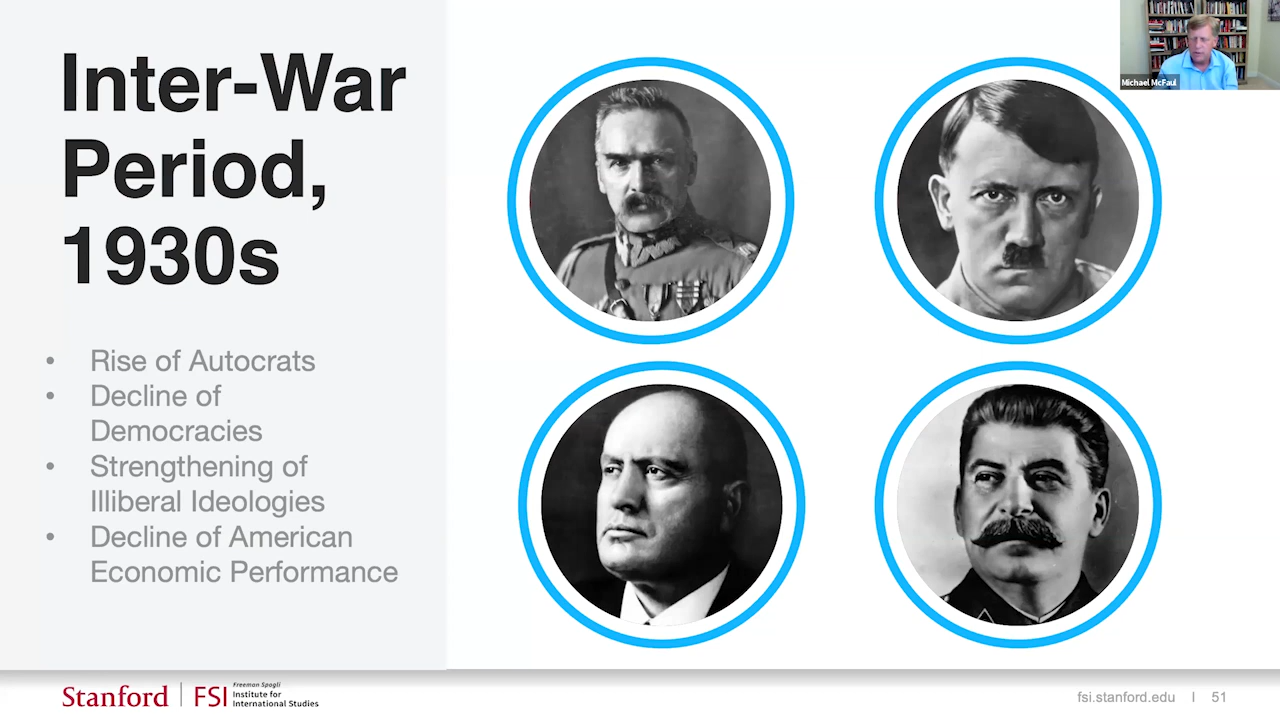 Inter-War
Period,
1930s
• Rise of Autocrats
• Decline of
Democracies
• Strengthening of
Illiberal Ideologies
• Decline of American
Economic Performance
Michael McFaul
Stanford | FSI
Freeman Spogli
Institute for
International Studies
fsi.stanford.edu | 51